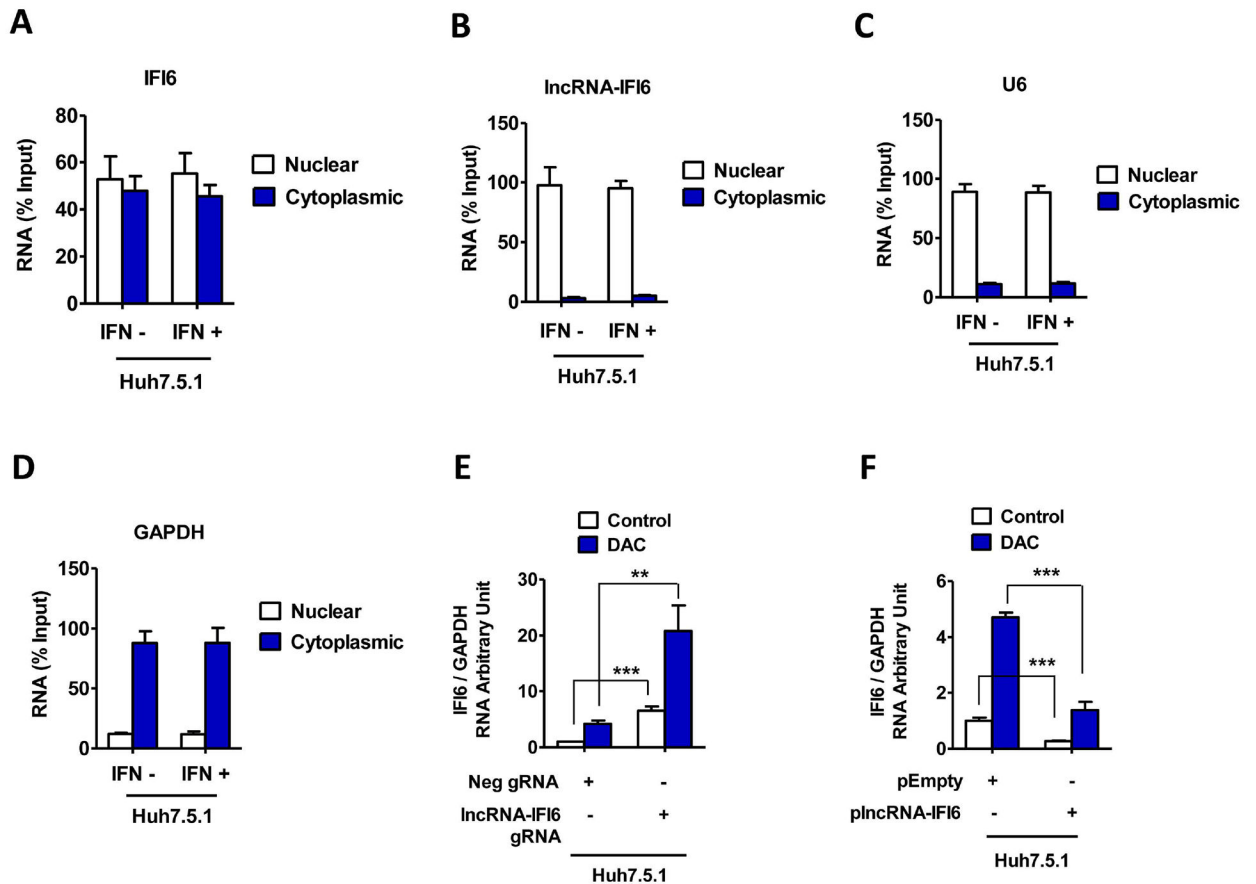 A
IFI6
RNA (% Input)
80
60
40
20
0
Nuclear
Cytoplasmic
IFN -
IFN +
Huh7.5.1
B
lncRNA-IFI6
RNA (% Input)
150
100
50
0
Nuclear
Cytoplasmic
IFN -
IFN +
Huh7.5.1
C
U6
RNA (% Input)
150
100
50
0
Nuclear
Cytoplasmic
IFN -
IFN +
Huh7.5.1
D
GAPDH
RNA (% Input)
150
100
50
0
Nuclear
Cytoplasmic
IFN -
IFN +
Huh7.5.1
E
Control
DAC
IFI6 / GAPDH
RNA Arbitrary Unit
30
20
10
0
**
***
Neg gRNA + -
lncRNA-IFI6 - +
gRNA
Huh7.5.1
F
Control
DAC
IFI6 / GAPDH
RNA Arbitrary Unit
6
4
2
0
***
***
pEmpty + -
plncRNA-IFI6 - +
Huh7.5.1